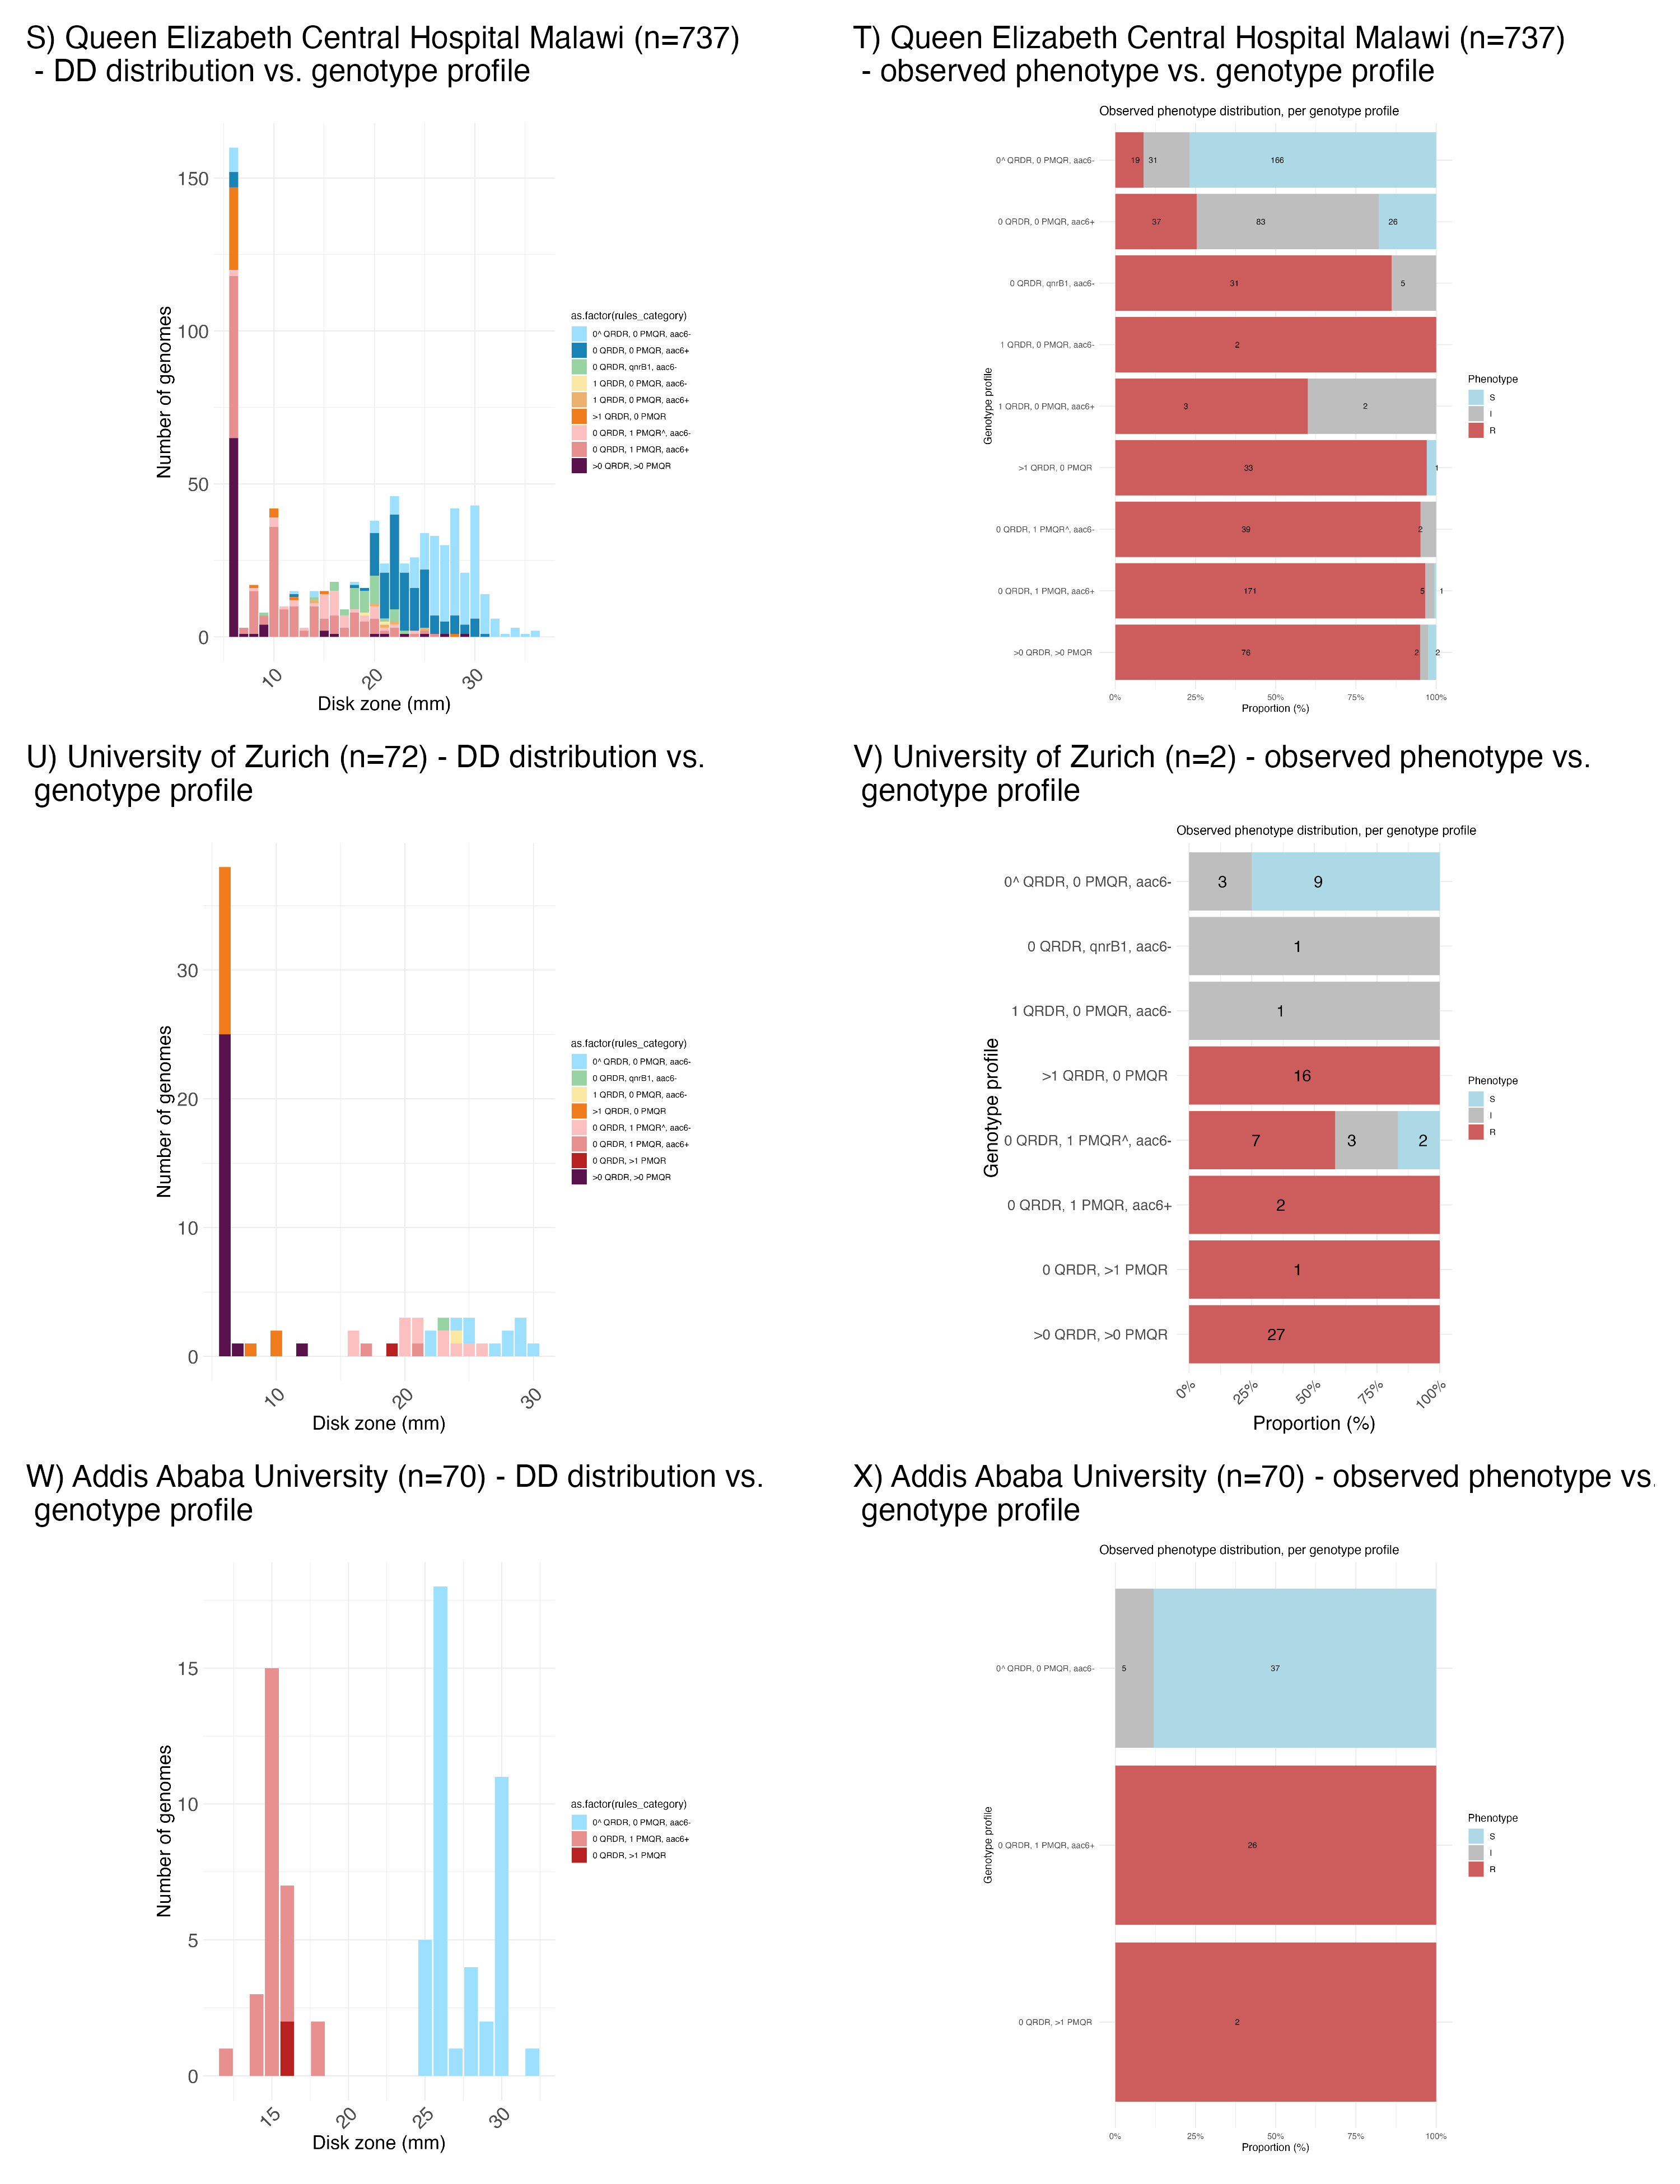 S) Queen Elizabeth Central Hospital Malawi (n=737)
- DD distribution vs. genotype profile
150
100
50
0
Number of genomes
10
20
30
Disk zone (mm)
as.factor(rules_category)
0^ QRDR, 0 PMQR, aac6-
0 QRDR, 0 PMQR, aac6+
0 QRDR, qnrB1, aac6-
1 QRDR, 0 PMQR, aac6-
1 QRDR, 0 PMQR, aac6+
>1 QRDR, 0 PMQR
0 QRDR, 1 PMQR^, aac6-
0 QRDR, 1 PMQR, aac6+
>0 QRDR, >0 PMQR
T) Queen Elizabeth Central Hospital Malawi (n=737)
- observed phenotype vs. genotype profile
Observed phenotype distribution, per genotype profile
Genotype profile
0^ QRDR, 0 PMQR, aac6- 19 31 166
0 QRDR, 0 PMQR, aac6+ 37 83 26
0 QRDR, qnrB1, aac6- 31 5
1 QRDR, 0 PMQR, aac6- 2
1 QRDR, 0 PMQR, aac6+ 3 2
>1 QRDR, 0 PMQR 33 1
0 QRDR, 1 PMQR^, aac6- 39 2
0 QRDR, 1 PMQR, aac6+ 171 5 1
>0 QRDR, >0 PMQR 76 2 2
0% 25% 50% 75% 100%
Proportion (%)
Phenotype
S
I
R
U) University of Zurich (n=72) - DD distribution vs.
genotype profile
30
20
10
0
Number of genomes
10
20
30
Disk zone (mm)
as.factor(rules_category)
0^ QRDR, 0 PMQR, aac6-
0 QRDR, qnrB1, aac6-
1 QRDR, 0 PMQR, aac6-
>1 QRDR, 0 PMQR
0 QRDR, 1 PMQR^, aac6-
0 QRDR, 1 PMQR, aac6+
0 QRDR, >1 PMQR
>0 QRDR, >0 PMQR
V) University of Zurich (n=2) - observed phenotype vs.
genotype profile
Observed phenotype distribution, per genotype profile
Genotype profile
0^ QRDR, 0 PMQR, aac6- 3 9
0 QRDR, qnrB1, aac6- 1
1 QRDR, 0 PMQR, aac6- 1
>1 QRDR, 0 PMQR 16
0 QRDR, 1 PMQR^, aac6- 7 3 2
0 QRDR, 1 PMQR, aac6+ 2
0 QRDR, >1 PMQR 1
>0 QRDR, >0 PMQR 27
0% 25% 50% 75% 100%
Proportion (%)
Phenotype
S
I
R
W) Addis Ababa University (n=70) - DD distribution vs.
genotype profile
15
10
5
0
Number of genomes
15
20
25
30
Disk zone (mm)
as.factor(rules_category)
0^ QRDR, 0 PMQR, aac6-
0 QRDR, 1 PMQR, aac6+
0 QRDR, >1 PMQR
X) Addis Ababa University (n=70) - observed phenotype vs.
genotype profile
Observed phenotype distribution, per genotype profile
Genotype profile
0^ QRDR, 0 PMQR, aac6- 5 37
0 QRDR, 1 PMQR, aac6+ 26
0 QRDR, >1 PMQR 2
0% 25% 50% 75% 100%
Proportion (%)
Phenotype
S
I
R